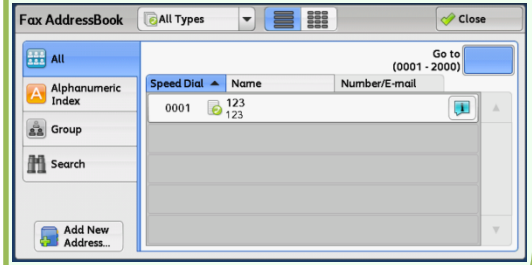 Fax AddressBook
All Types
Close
All
Alphanumeric
Index
Group
Search
Add New
Address...
Go to
(0001 - 2000)
Speed Dial Name Number/E-mail
0001 123
123